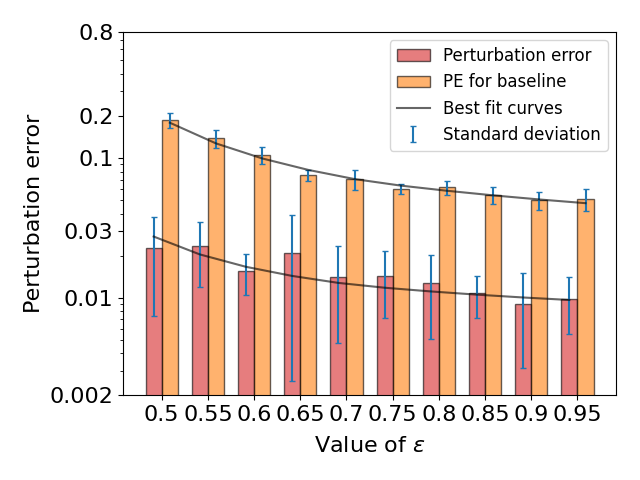 Perturbation error
0.8
0.2
0.1
0.03
0.01
0.002
Perturbation error
PE for baseline
Best fit curves
Standard deviation
0.5 0.55 0.6 0.65 0.7 0.75 0.8 0.85 0.9 0.95
Value of ε